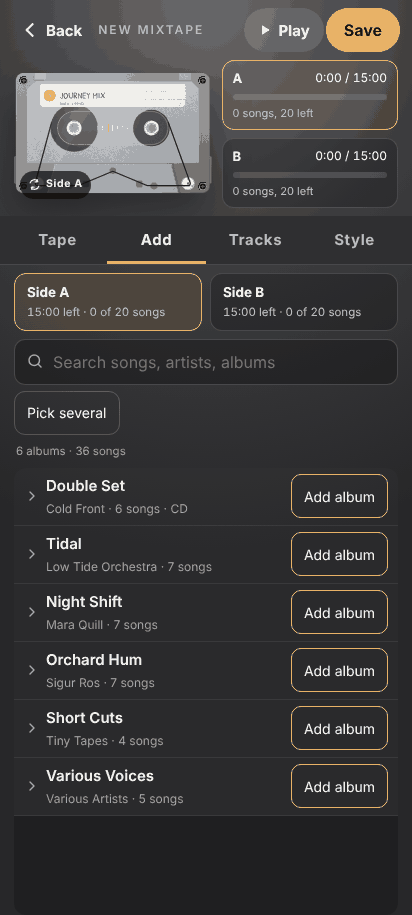 Back
NEW MIXTAPE
Play
Save
JOURNEY MIX
Side A
A
0:00 / 15:00
0 songs, 20 left
B
0:00 / 15:00
0 songs, 20 left
Tape
Add
Tracks
Style
Side A
15:00 left · 0 of 20 songs
Side B
15:00 left · 0 of 20 songs
Search songs, artists, albums
Pick several
6 albums · 36 songs
Double Set
Cold Front · 6 songs · CD
Add album
Tidal
Low Tide Orchestra · 7 songs
Add album
Night Shift
Mara Quill · 7 songs
Add album
Orchard Hum
Sigur Ros · 7 songs
Add album
Short Cuts
Tiny Tapes · 4 songs
Add album
Various Voices
Various Artists · 5 songs
Add album